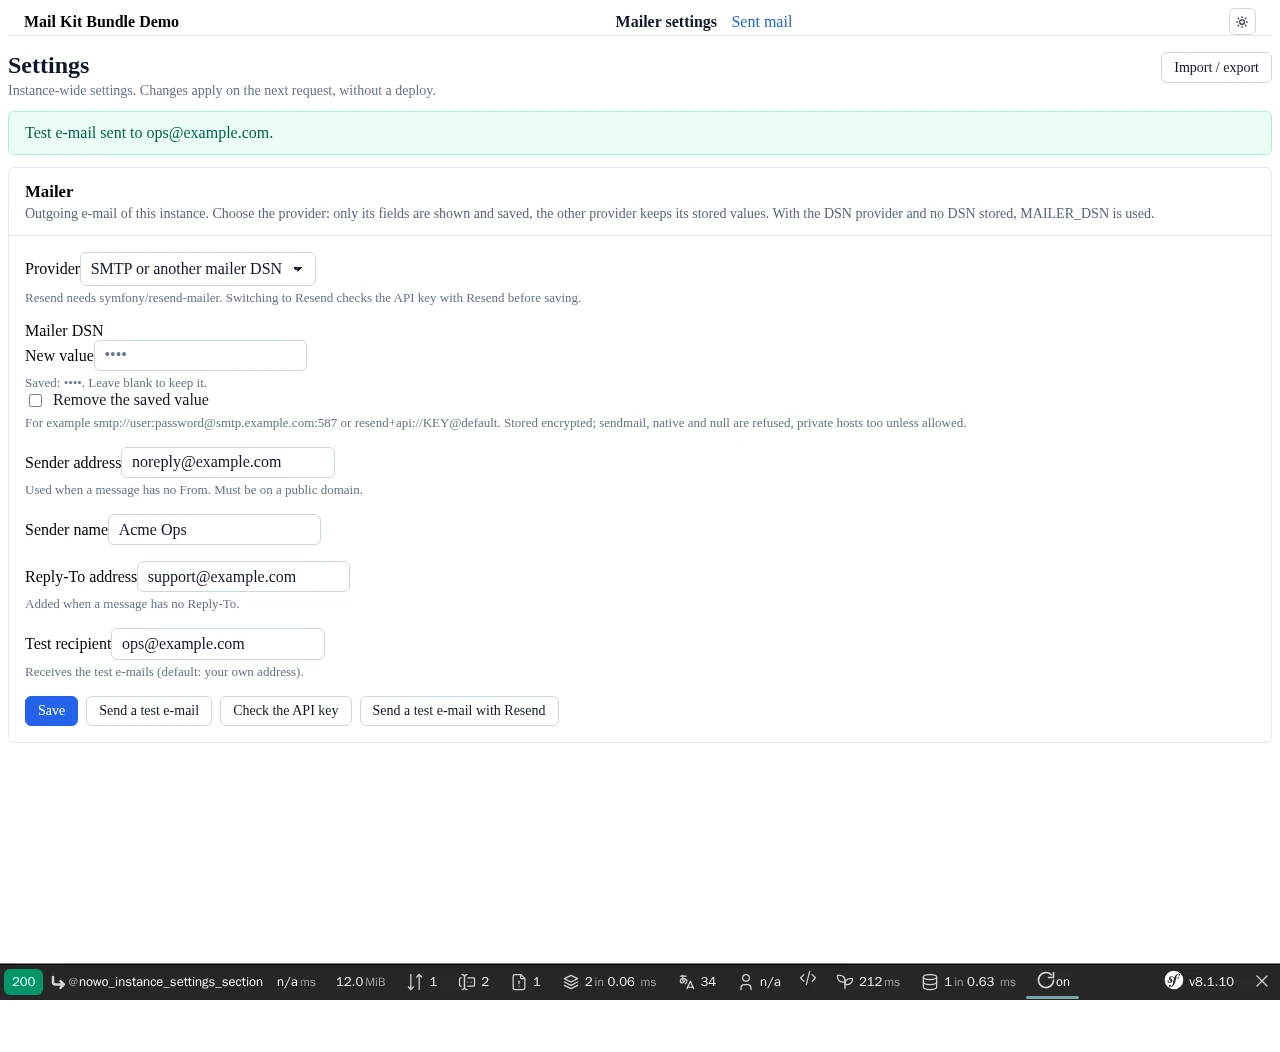 Mail Kit Bundle Demo
Mailer settings Sent mail
Settings
Import / export
Instance-wide settings. Changes apply on the next request, without a deploy.
Test e-mail sent to ops@example.com.
Mailer
Outgoing e-mail of this instance. Choose the provider: only its fields are shown and saved, the other provider keeps its stored values. With the DSN provider and no DSN stored, MAILER_DSN is used.
Provider SMTP or another mailer DSN
Resend needs symfony/resend-mailer. Switching to Resend checks the API key with Resend before saving.
Mailer DSN
New value ••••
Saved: ••••. Leave blank to keep it.
Remove the saved value
For example smtp://user:password@smtp.example.com:587 or resend+api://KEY@default. Stored encrypted; sendmail, native and null are refused, private hosts too unless allowed.
Sender address noreply@example.com
Used when a message has no From. Must be on a public domain.
Sender name Acme Ops
Reply-To address support@example.com
Added when a message has no Reply-To.
Test recipient ops@example.com
Receives the test e-mails (default: your own address).
Save Send a test e-mail Check the API key Send a test e-mail with Resend
200 @nowo_instance_settings_section n/a ms 12.0 MiB 1 2 1 2 in 0.06 ms 34 n/a 212 ms 1 in 0.63 ms on v8.1.10